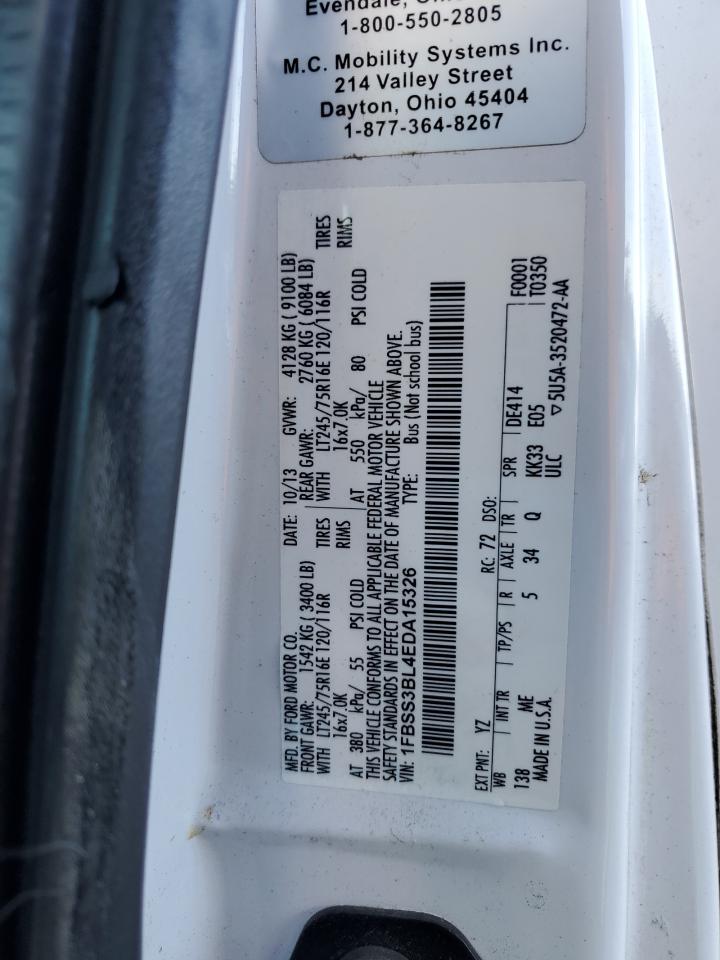 Evendale,
1-800-550-2805
M.C. Mobility Systems Inc.
214 Valley Street
Dayton, Ohio 45404
1-877-364-8267
MFD. BY FORD MOTOR CO. DATE: 10/13 GVWR: 4128 KG ( 9100 LB)
FRONT GAWR: 1542 KG ( 3400 LB) REAR GAWR: 2760 KG ( 6084 LB)
WITH LT245/75R16E 120/116R TIRES WITH LT245/75R16E 120/116R TIRES
16x7.0K RIMS 16x7.0K RIMS
AT 380 kPa/ 55 PSI COLD AT 550 kPa/ 80 PSI COLD
THIS VEHICLE CONFORMS TO ALL APPLICABLE FEDERAL MOTOR VEHICLE
SAFETY STANDARDS IN EFFECT ON THE DATE OF MANUFACTURE SHOWN ABOVE.
VIN: 1FBSS3BL4EDA15326 TYPE: Bus (Not school bus)
EXT PNT: YZ RC: 72 DSO:
WB INT TR TP/PS R AXLE TR SPR DE414 F0001
138 ME 5 34 Q KK33 E05 T0350
MADE IN U.S.A. ULC ▽5U5A-3520472-AA